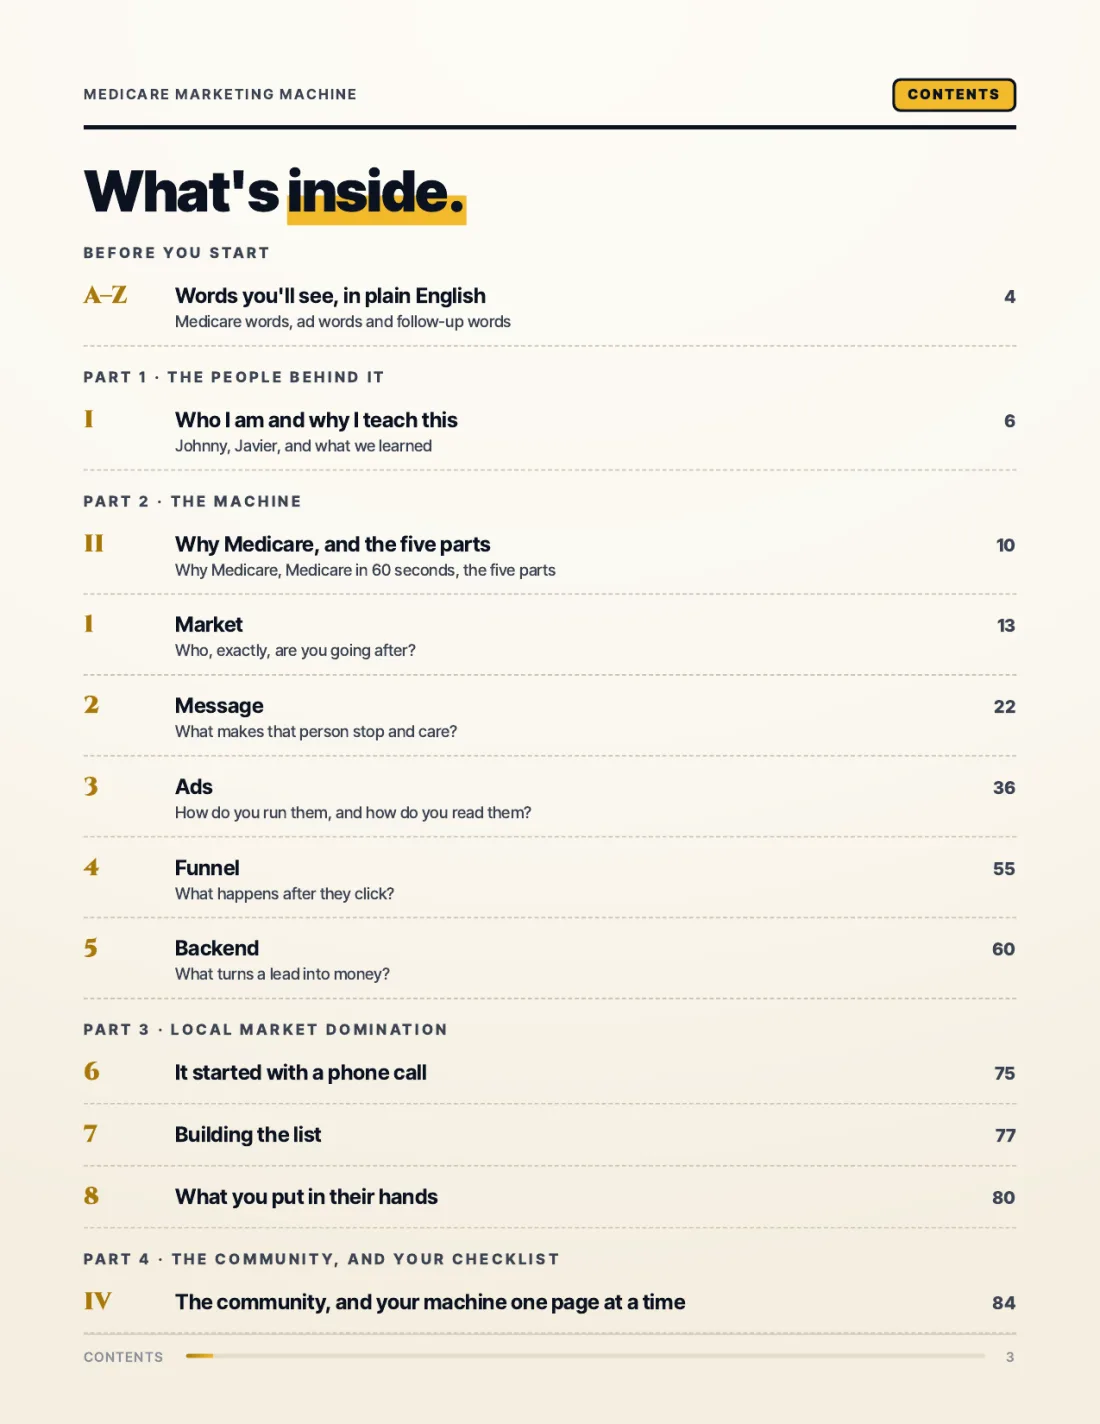 MEDICARE MARKETING MACHINE
CONTENTS
What's inside.
BEFORE YOU START
A–Z Words you'll see, in plain English 4
Medicare words, ad words and follow-up words
PART 1 · THE PEOPLE BEHIND IT
I Who I am and why I teach this 6
Johnny, Javier, and what we learned
PART 2 · THE MACHINE
II Why Medicare, and the five parts 10
Why Medicare, Medicare in 60 seconds, the five parts
1 Market 13
Who, exactly, are you going after?
2 Message 22
What makes that person stop and care?
3 Ads 36
How do you run them, and how do you read them?
4 Funnel 55
What happens after they click?
5 Backend 60
What turns a lead into money?
PART 3 · LOCAL MARKET DOMINATION
6 It started with a phone call 75
7 Building the list 77
8 What you put in their hands 80
PART 4 · THE COMMUNITY, AND YOUR CHECKLIST
IV The community, and your machine one page at a time 84
CONTENTS 3